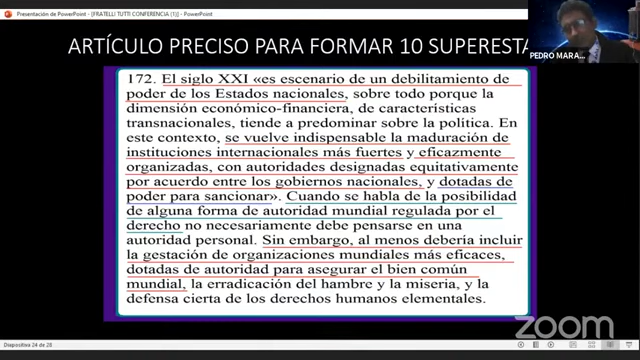 Presentación de PowerPoint - [FRATELLI TUTTI CONFERENCIA (1)] - PowerPoint
ARTÍCULO PRECISO PARA FORMAR 10 SUPERESTA
PEDRO MARA...
172. El siglo XXI «es escenario de un debilitamiento de
poder de los Estados nacionales, sobre todo porque la
dimensión económico-financiera, de características
transnacionales, tiende a predominar sobre la política. En
este contexto, se vuelve indispensable la maduración de
instituciones internacionales más fuertes y eficazmente
organizadas, con autoridades designadas equitativamente
por acuerdo entre los gobiernos nacionales, y dotadas de
poder para sancionar». Cuando se habla de la posibilidad
de alguna forma de autoridad mundial regulada por el
derecho no necesariamente debe pensarse en una
autoridad personal. Sin embargo, al menos debería incluir
la gestación de organizaciones mundiales más eficaces,
dotadas de autoridad para asegurar el bien común
mundial, la erradicación del hambre y la miseria, y la
defensa cierta de los derechos humanos elementales.
zoom
Diapositiva 24 de 28